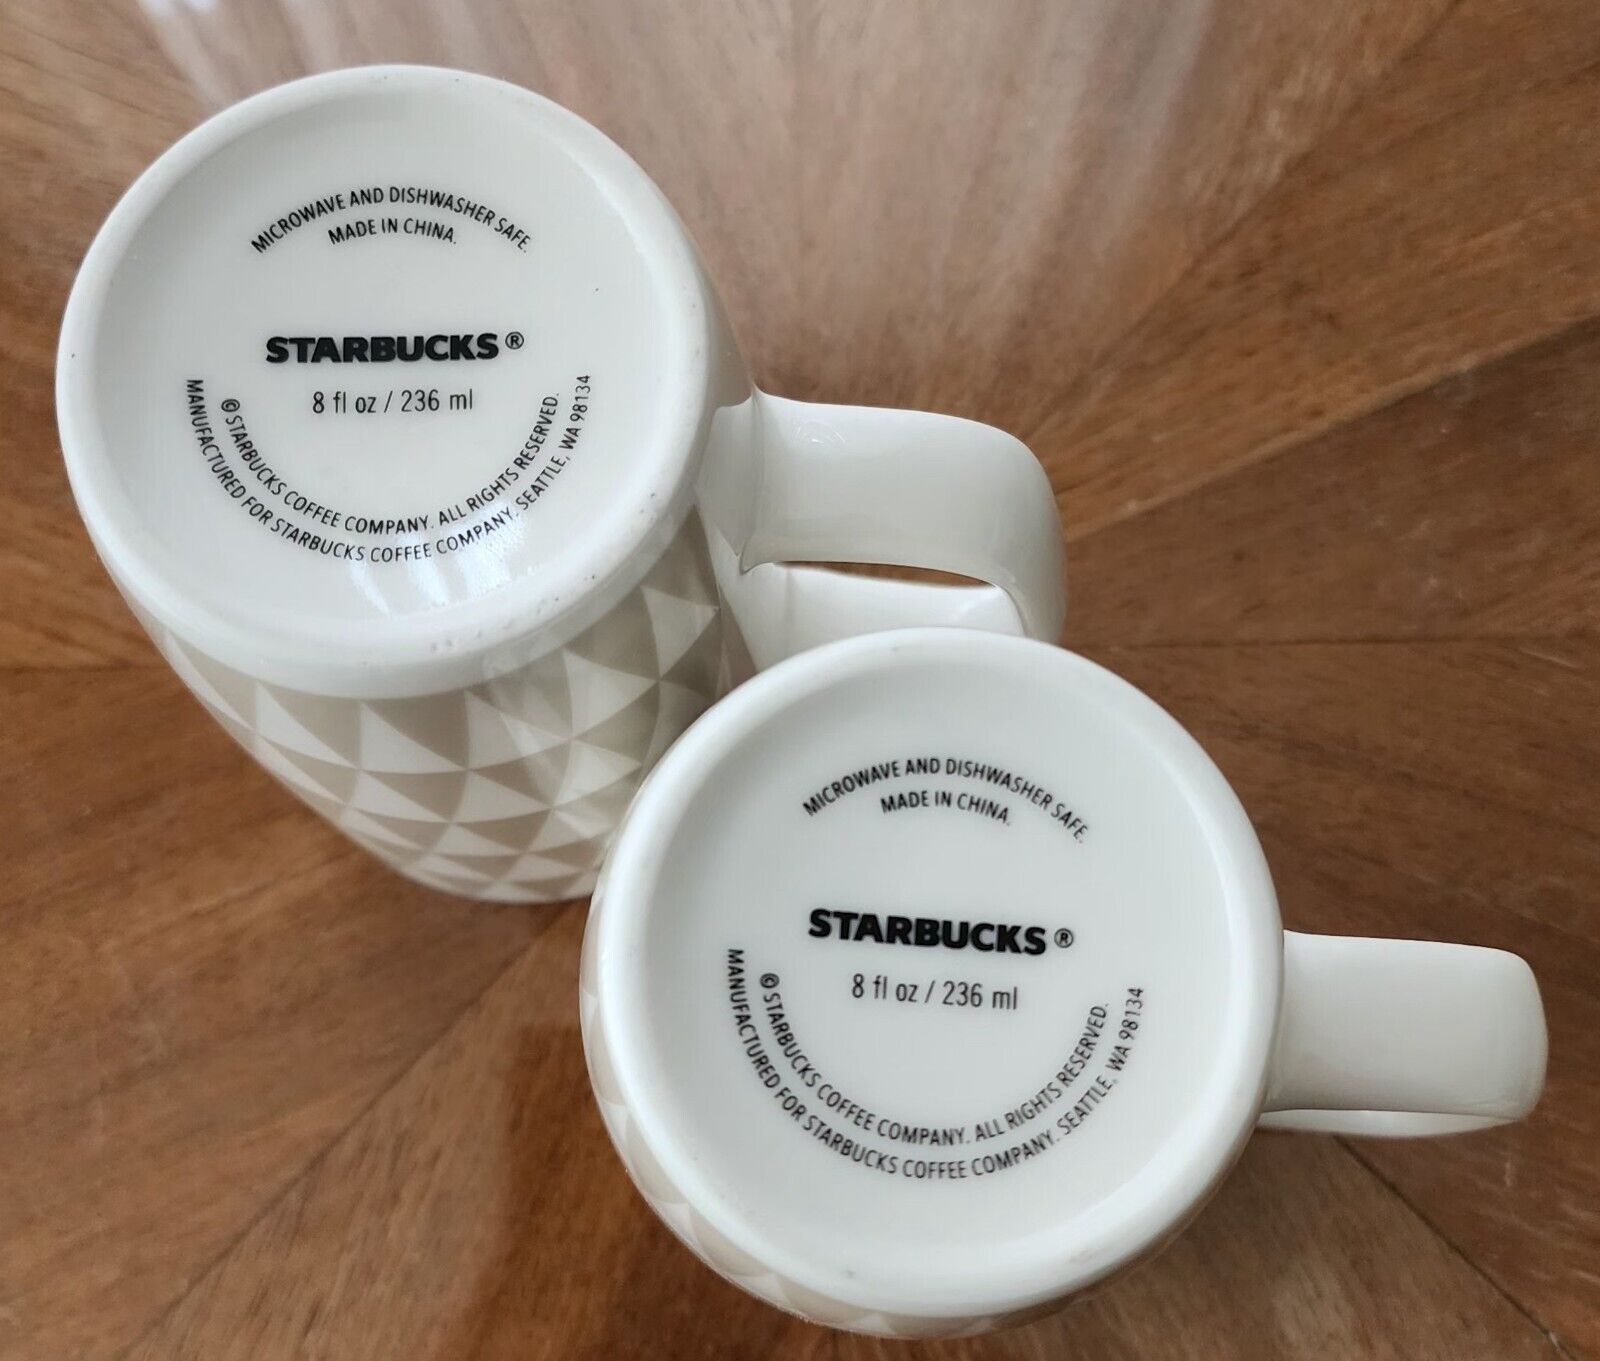 MICROWAVE AND DISHWASHER SAFE.
MADE IN CHINA.
STARBUCKS®
8 fl oz / 236 ml
© STARBUCKS COFFEE COMPANY. ALL RIGHTS RESERVED.
MANUFACTURED FOR STARBUCKS COFFEE COMPANY. SEATTLE, WA 98134
MICROWAVE AND DISHWASHER SAFE.
MADE IN CHINA.
STARBUCKS®
8 fl oz / 236 ml
© STARBUCKS COFFEE COMPANY. ALL RIGHTS RESERVED.
MANUFACTURED FOR STARBUCKS COFFEE COMPANY. SEATTLE, WA 98134